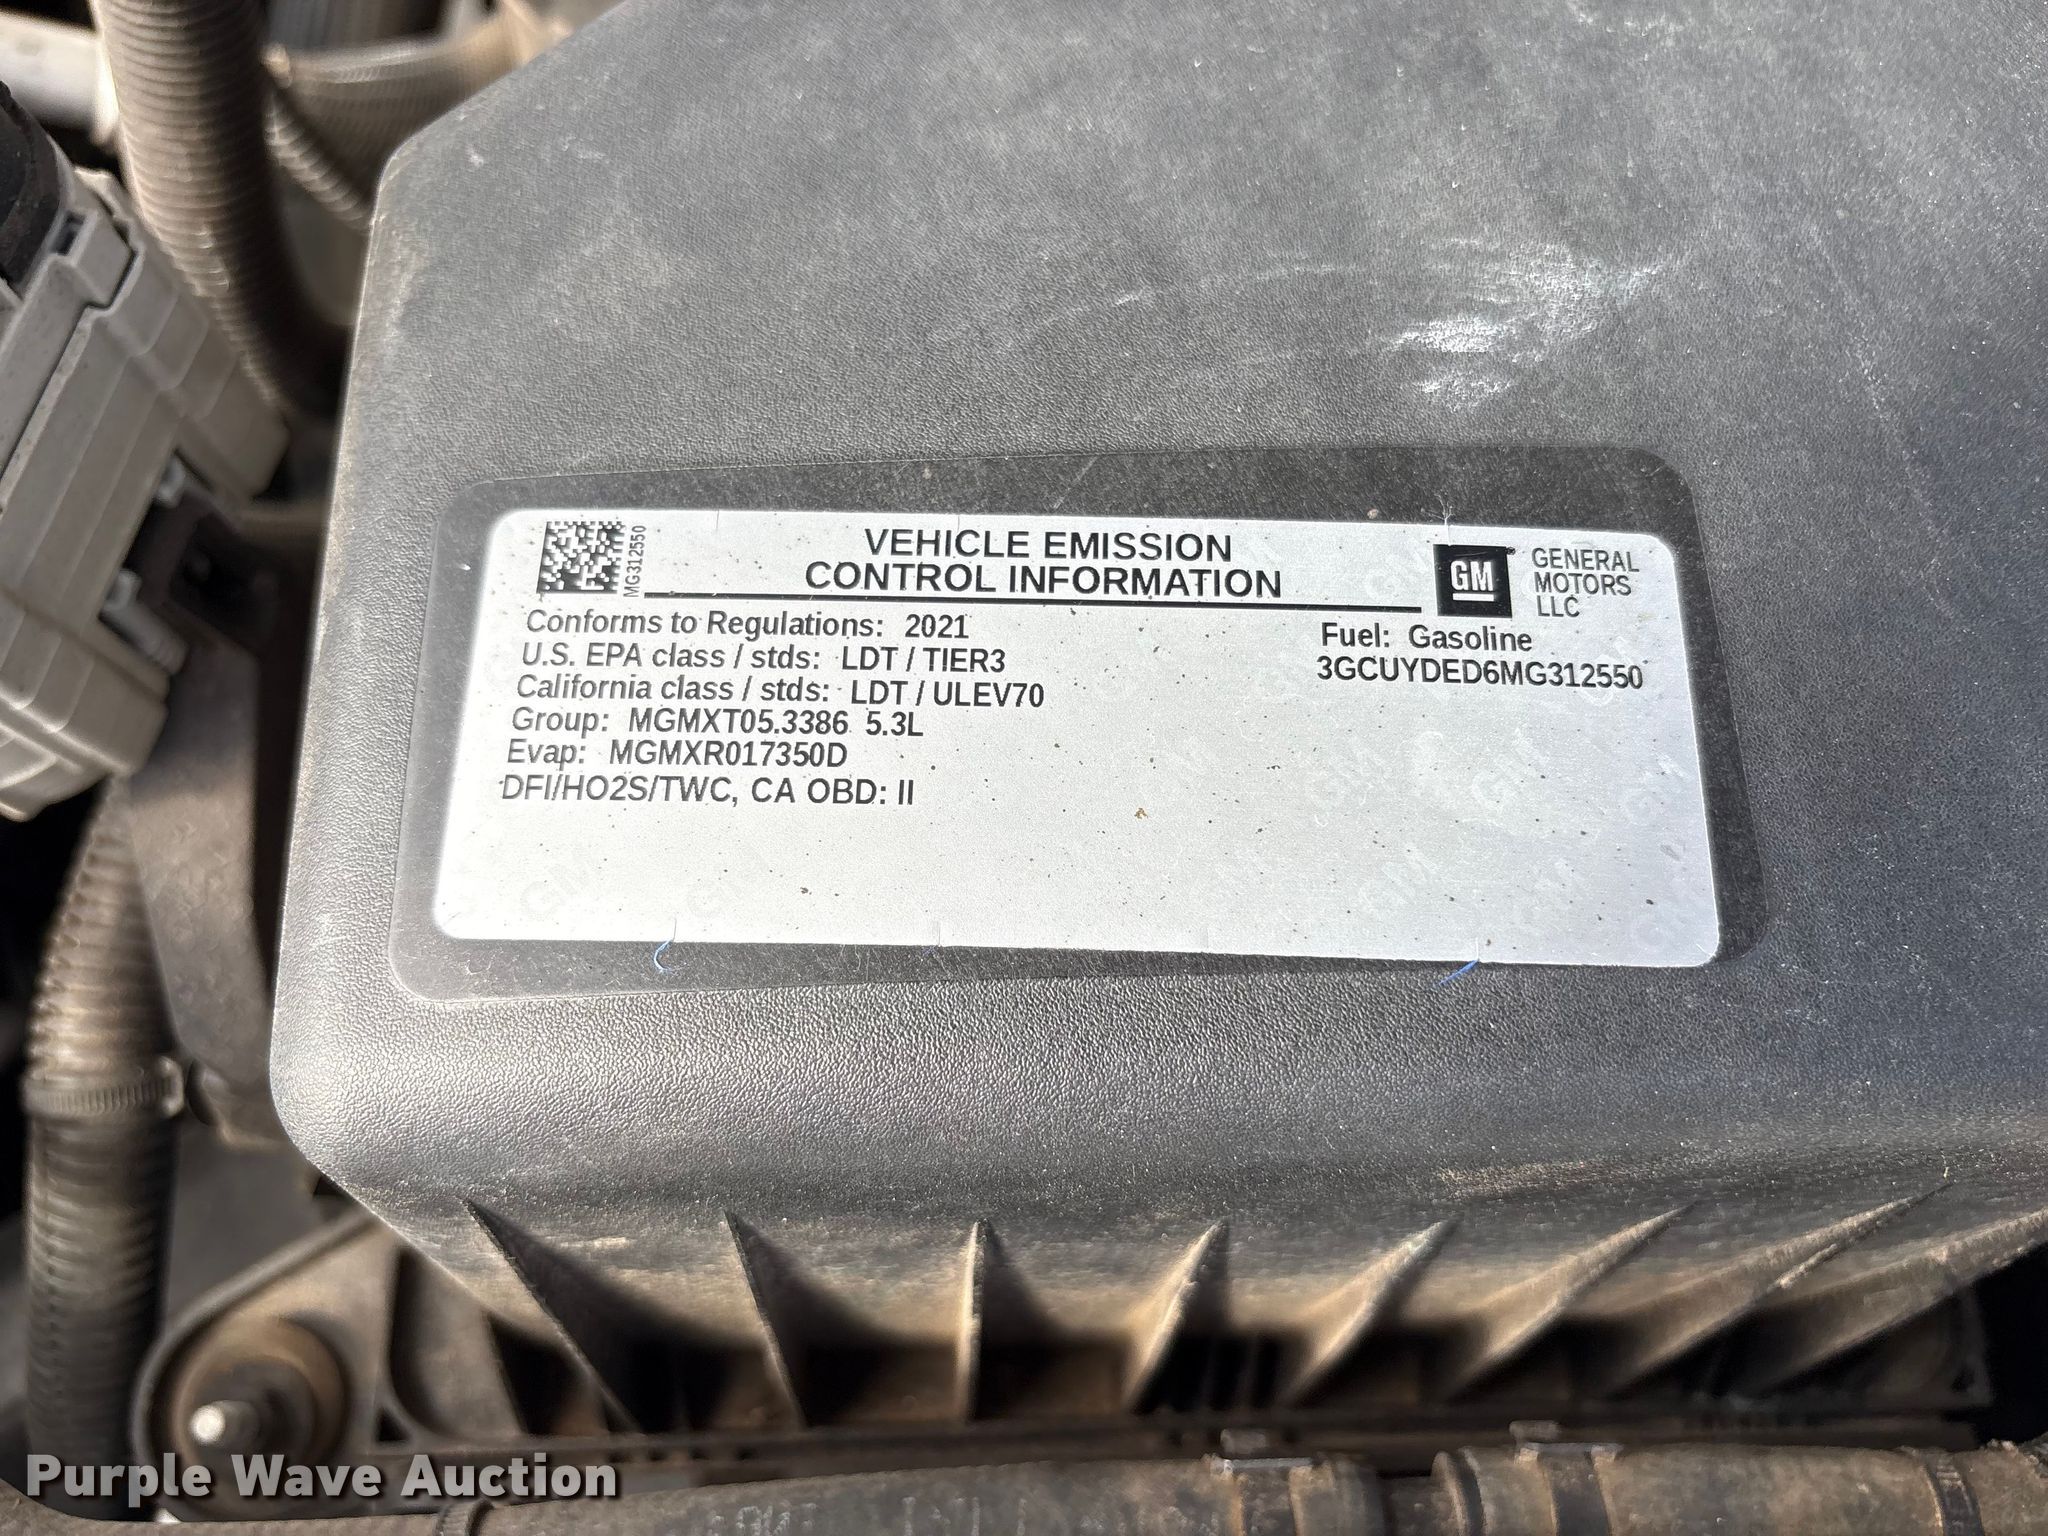 MG312550
VEHICLE EMISSION
CONTROL INFORMATION
GM
GENERAL
MOTORS
LLC
Conforms to Regulations: 2021
U.S. EPA class / stds: LDT / TIER3
California class / stds: LDT / ULEV70
Group: MGMXT05.3386 5.3L
Evap: MGMXR017350D
DFI/HO2S/TWC, CA OBD: II
Fuel: Gasoline
3GCUYDED6MG312550
Purple Wave Auction